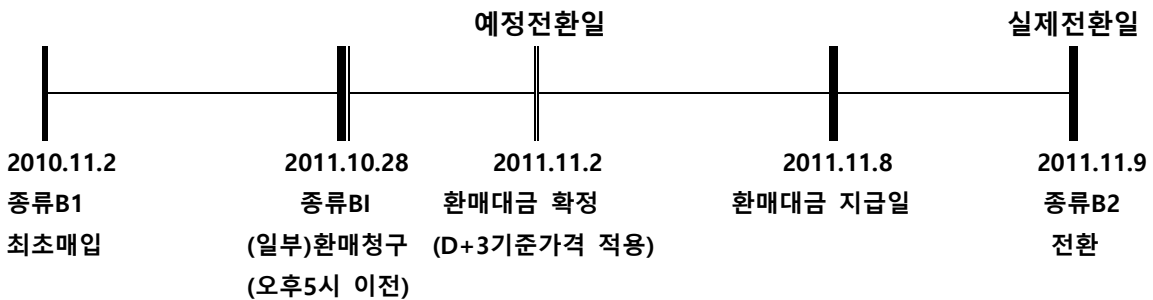 예정전환일 실제전환일
2010.11.2 2011.10.28 2011.11.2 2011.11.8 2011.11.9
종류B1 종류BI 환매대금 확정 환매대금 지급일 종류B2
최초매입 (일부)환매청구 (D+3기준가격 적용) 전환
(오후5시 이전)